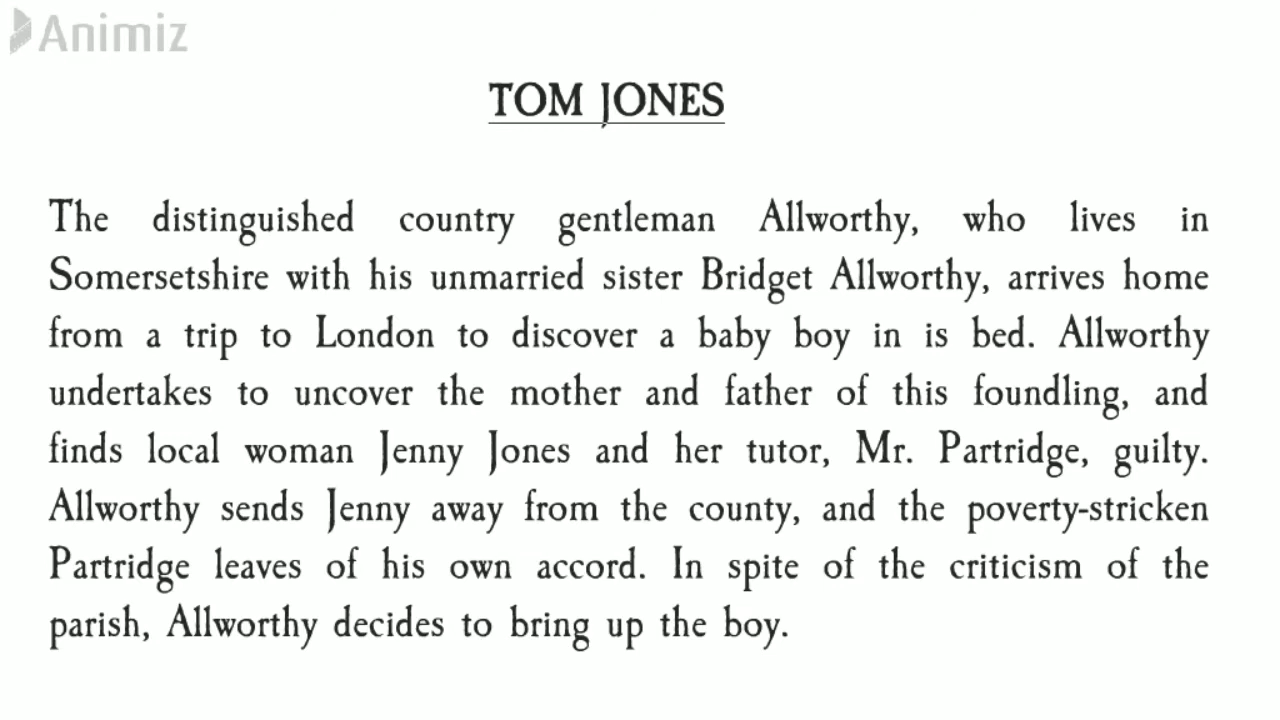 Animiz
TOM JONES
The distinguished country gentleman Allworthy, who lives in
Somersetshire with his unmarried sister Bridget Allworthy, arrives home
from a trip to London to discover a baby boy in is bed. Allworthy
undertakes to uncover the mother and father of this foundling, and
finds local woman Jenny Jones and her tutor, Mr. Partridge, guilty.
Allworthy sends Jenny away from the county, and the poverty-stricken
Partridge leaves of his own accord. In spite of the criticism of the
parish, Allworthy decides to bring up the boy.